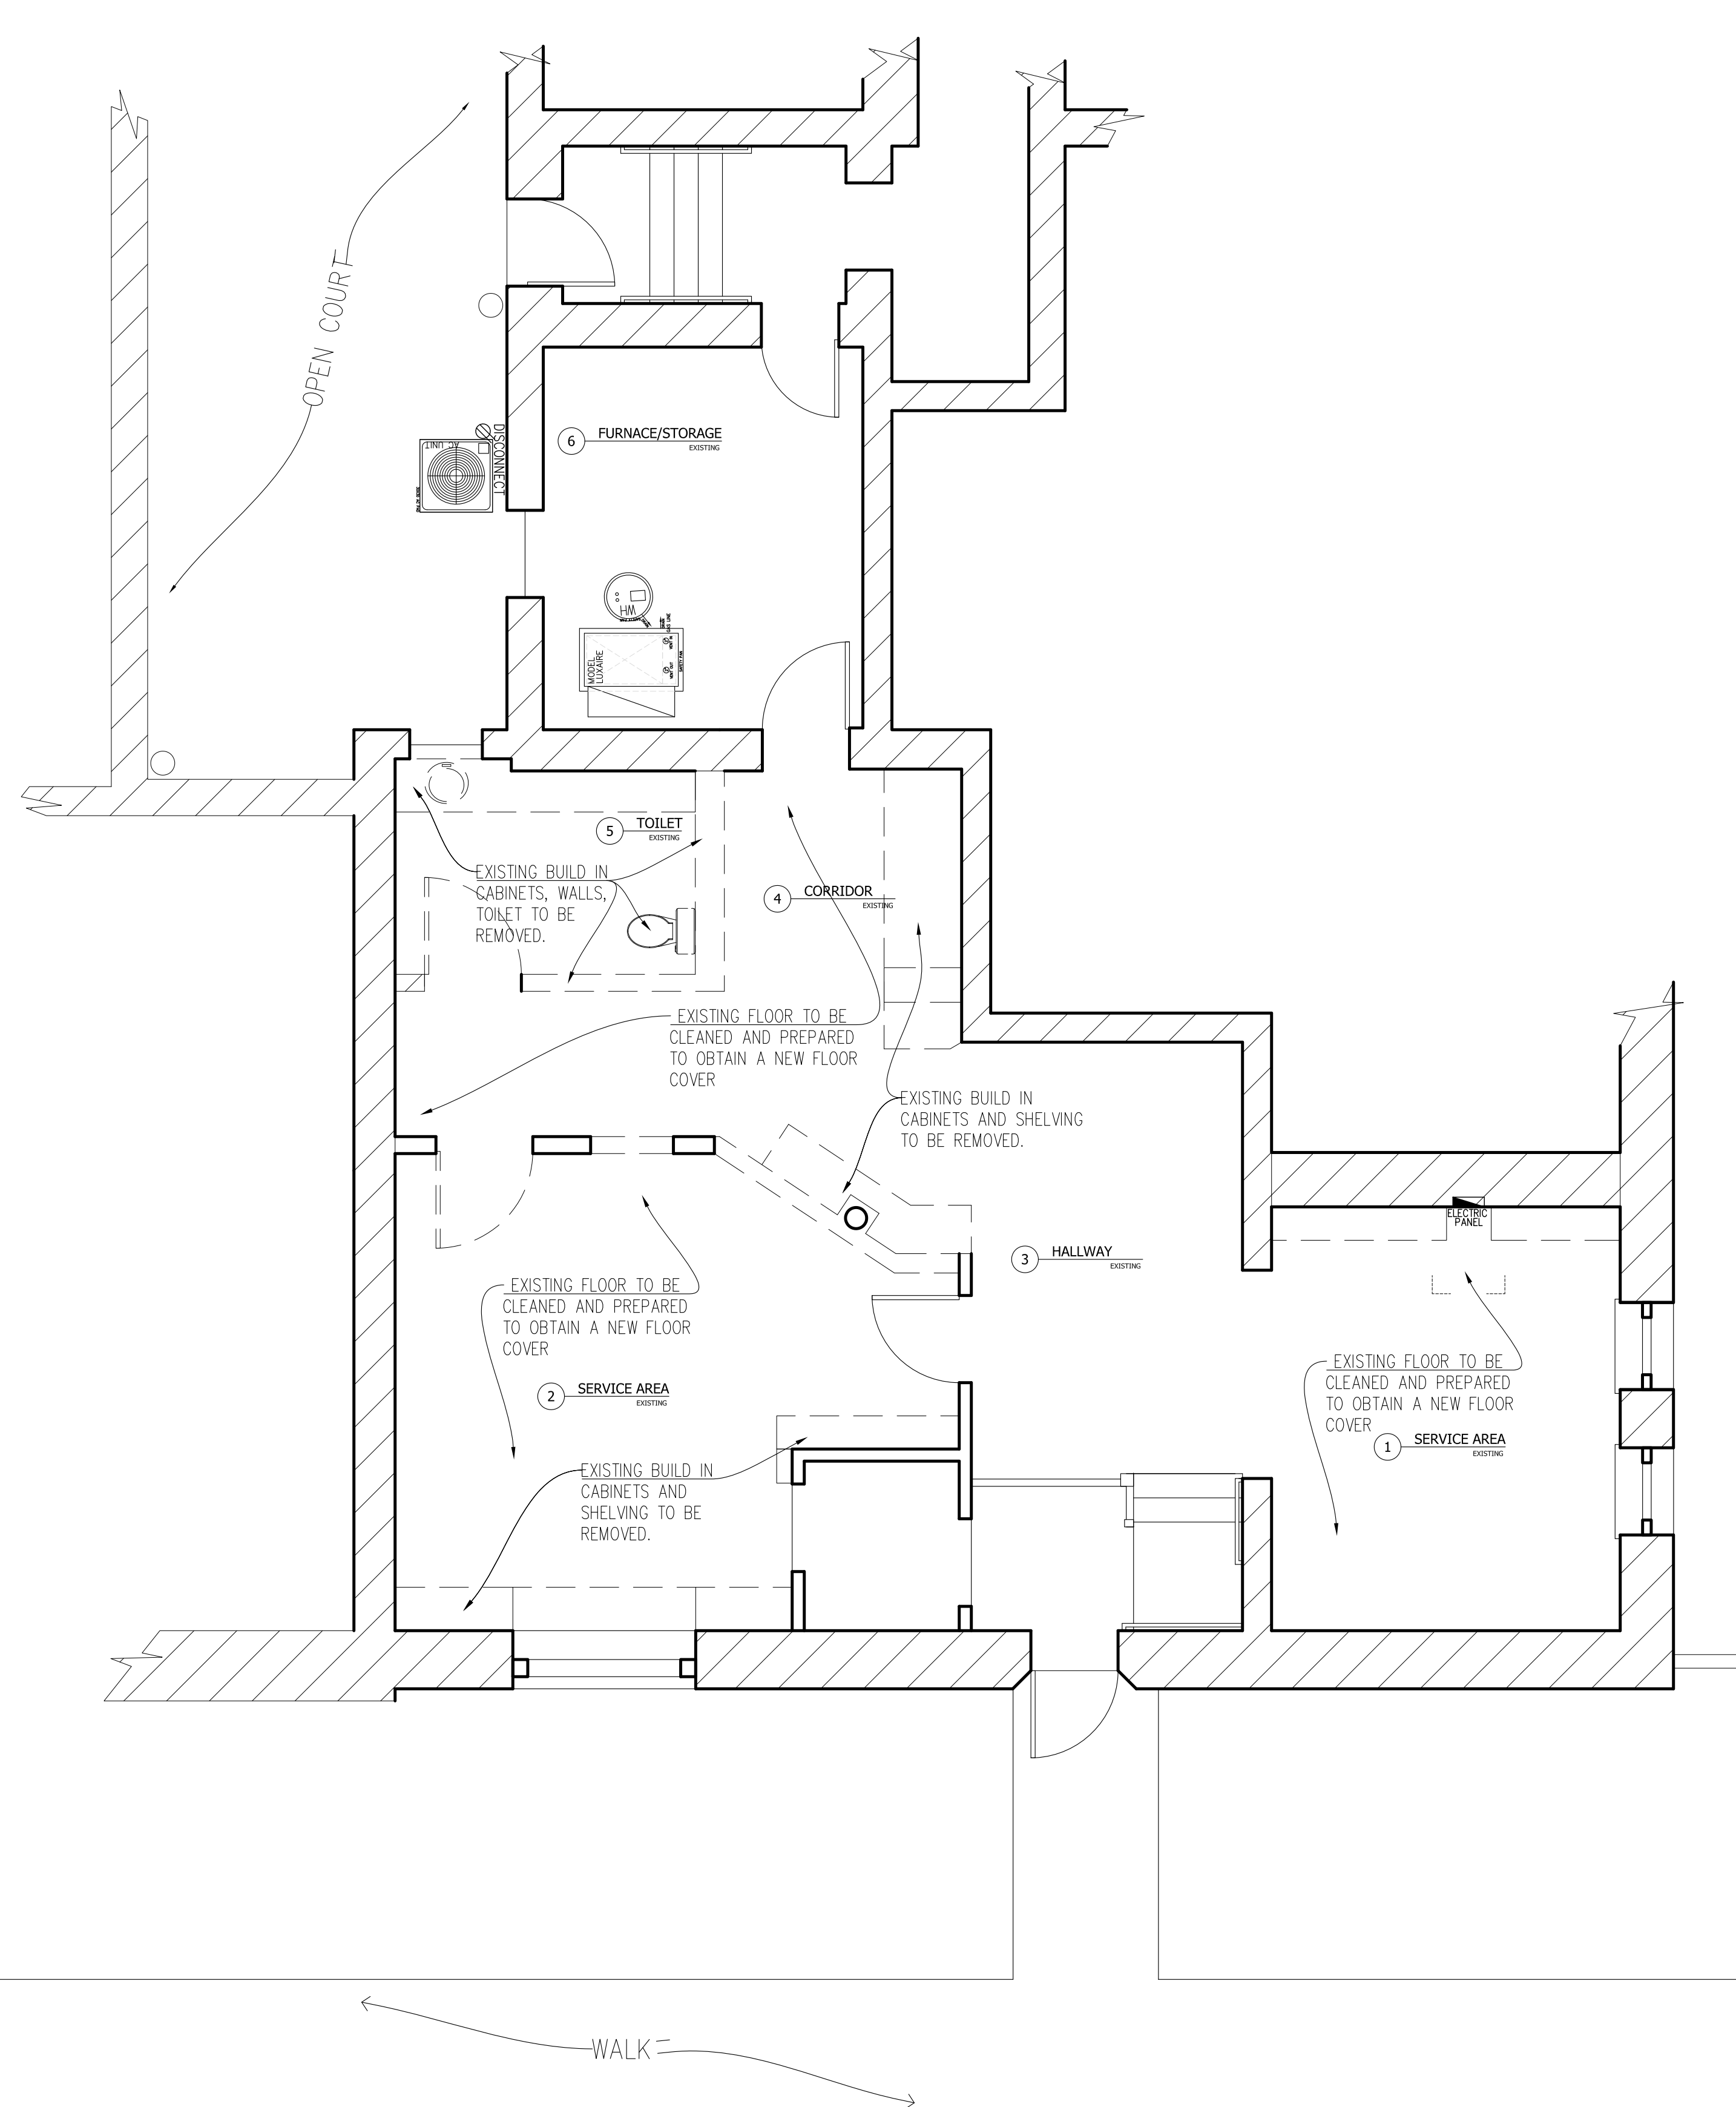 OPEN COURT
DISCONNECT
AC UNIT
6
FURNACE/STORAGE
EXISTING
WH
GAS LINE
MODEL
LUXAIRE
5
TOILET
EXISTING
EXISTING BUILD IN
CABINETS, WALLS,
TOILET TO BE
REMOVED.
4
CORRIDOR
EXISTING
EXISTING FLOOR TO BE
CLEANED AND PREPARED
TO OBTAIN A NEW FLOOR
COVER
EXISTING BUILD IN
CABINETS AND SHELVING
TO BE REMOVED.
ELECTRIC
PANEL
3
HALLWAY
EXISTING
EXISTING FLOOR TO BE
CLEANED AND PREPARED
TO OBTAIN A NEW FLOOR
COVER
2
SERVICE AREA
EXISTING
EXISTING FLOOR TO BE
CLEANED AND PREPARED
TO OBTAIN A NEW FLOOR
COVER
1
SERVICE AREA
EXISTING
EXISTING BUILD IN
CABINETS AND
SHELVING TO BE
REMOVED.
WALK